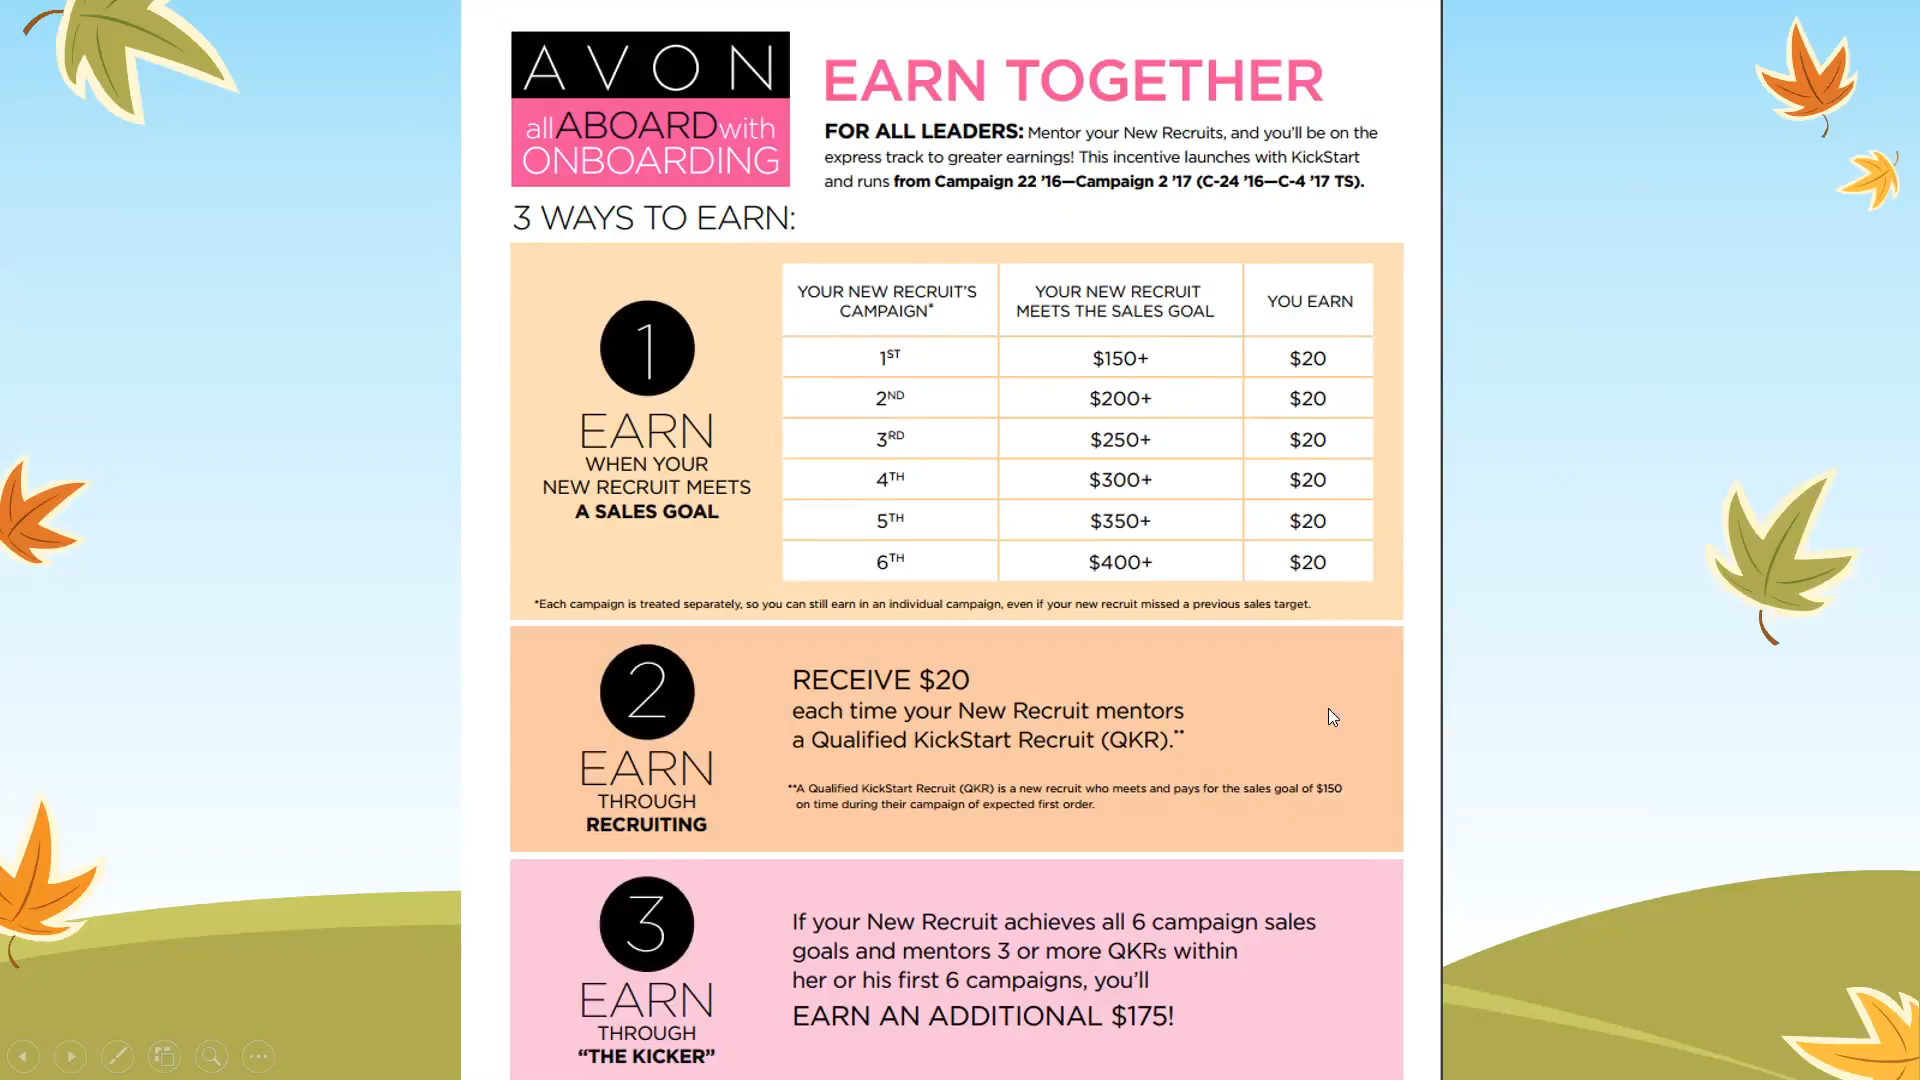 AVON
allABOARDwith
ONBOARDING
EARN TOGETHER
FOR ALL LEADERS: Mentor your New Recruits, and you'll be on the
express track to greater earnings! This incentive launches with KickStart
and runs from Campaign 22 '16—Campaign 2 '17 (C-24 '16—C-4 '17 TS).
3 WAYS TO EARN:
1
EARN
WHEN YOUR
NEW RECRUIT MEETS
A SALES GOAL
YOUR NEW RECRUIT'S CAMPAIGN* YOUR NEW RECRUIT MEETS THE SALES GOAL YOU EARN
1ST $150+ $20
2ND $200+ $20
3RD $250+ $20
4TH $300+ $20
5TH $350+ $20
6TH $400+ $20
*Each campaign is treated separately, so you can still earn in an individual campaign, even if your new recruit missed a previous sales target.
2
EARN
THROUGH
RECRUITING
RECEIVE $20
each time your New Recruit mentors
a Qualified KickStart Recruit (QKR).**
**A Qualified KickStart Recruit (QKR) is a new recruit who meets and pays for the sales goal of $150
on time during their campaign of expected first order.
3
EARN
THROUGH
"THE KICKER"
If your New Recruit achieves all 6 campaign sales
goals and mentors 3 or more QKRs within
her or his first 6 campaigns, you'll
EARN AN ADDITIONAL $175!